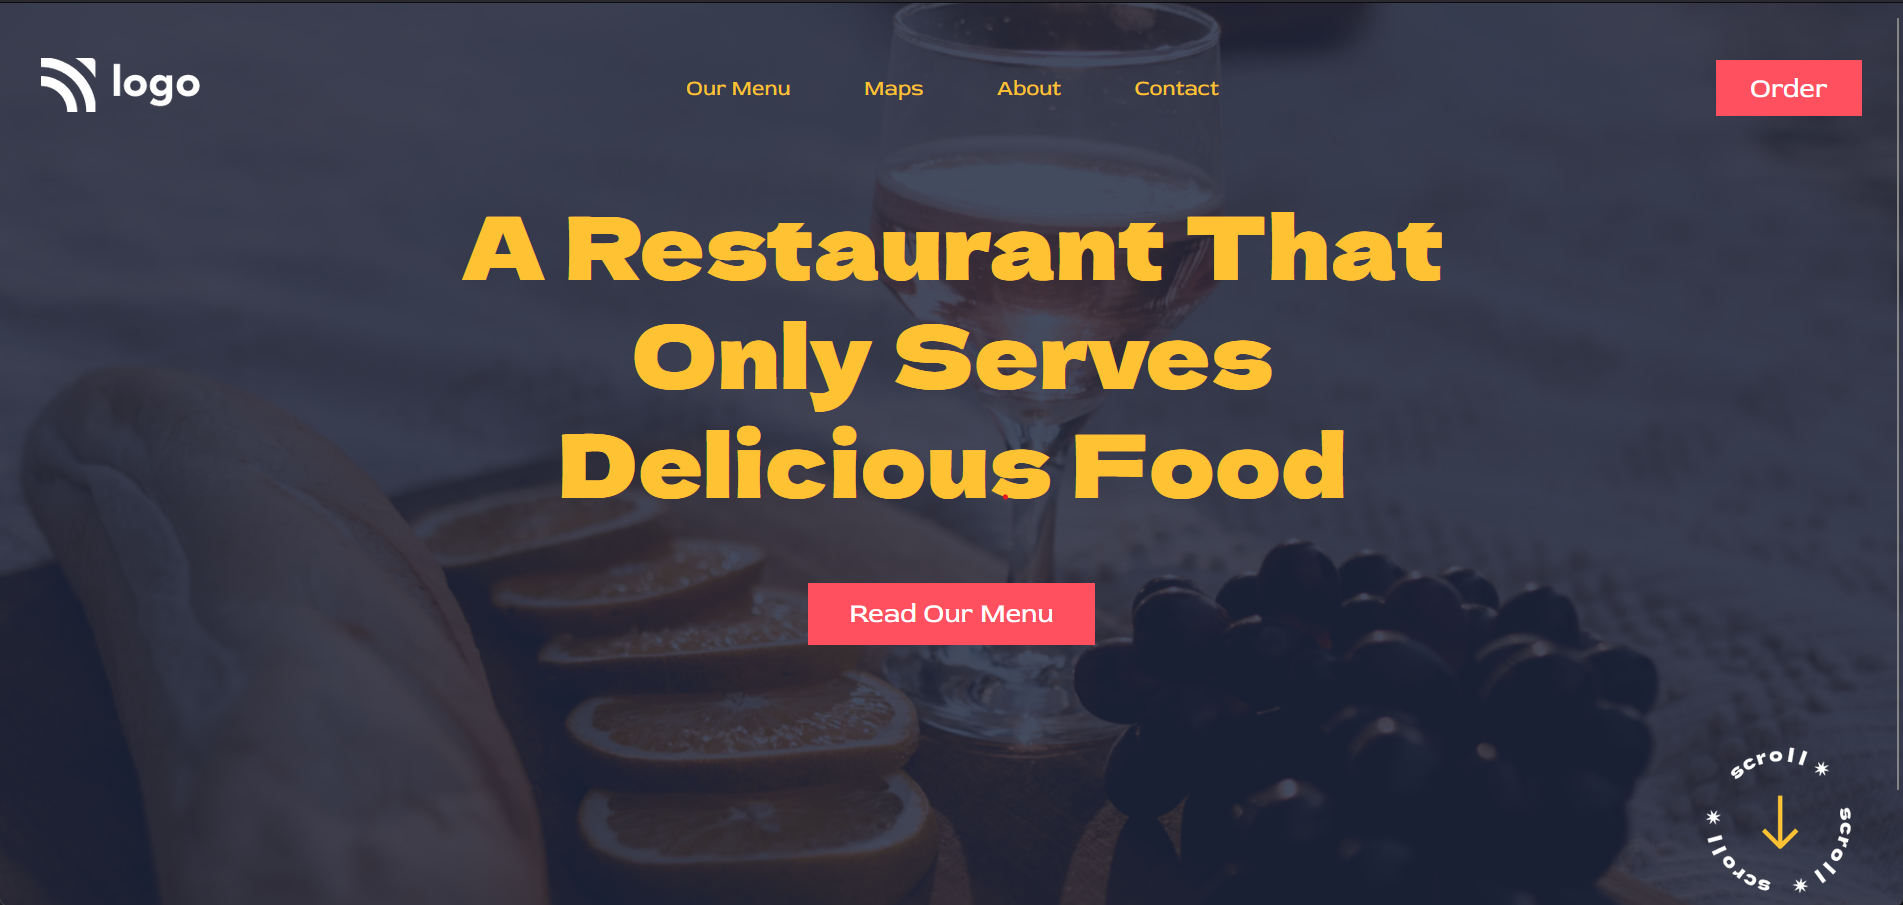 logo
Our Menu
Maps
About
Contact
Order
A Restaurant That
Only Serves
Delicious Food
Read Our Menu
scroll * scroll * scroll *